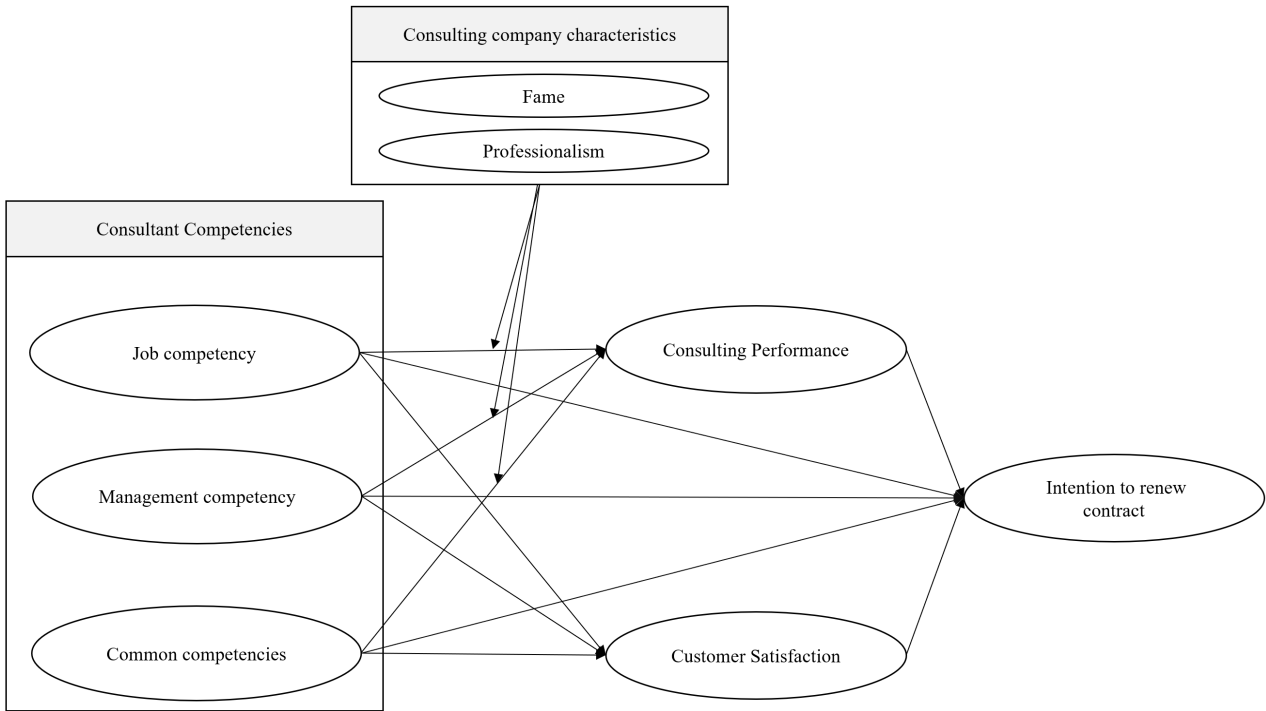 Consulting company characteristics
Fame
Professionalism
Consultant Competencies
Job competency
Consulting Performance
Management competency
Intention to renew
contract
Common competencies
Customer Satisfaction